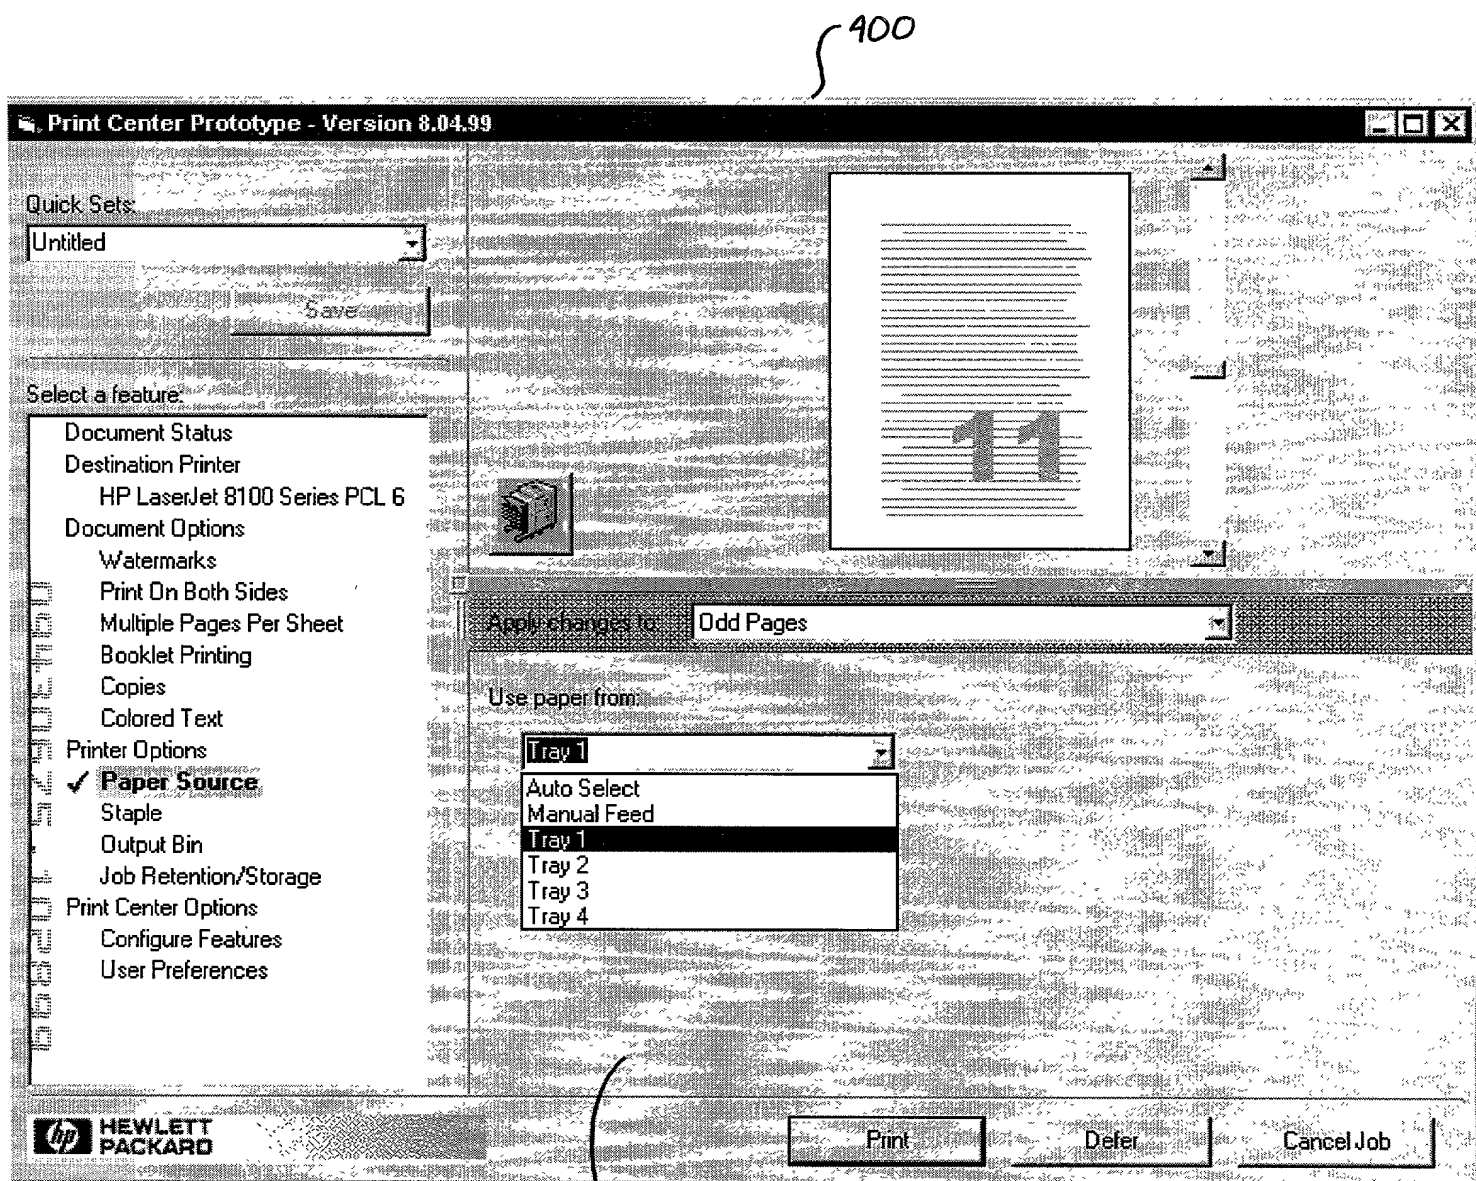 400
Print Center Prototype - Version 8.04.99
Quick Sets:
Untitled
Save
Select a feature:
Document Status
Destination Printer
HP LaserJet 8100 Series PCL 6
Document Options
Watermarks
Print On Both Sides
Multiple Pages Per Sheet
Booklet Printing
Copies
Colored Text
Printer Options
✓ Paper Source
Staple
Output Bin
Job Retention/Storage
Print Center Options
Configure Features
User Preferences
11
Apply changes to:
Odd Pages
Use paper from:
Tray 1
Auto Select
Manual Feed
Tray 1
Tray 2
Tray 3
Tray 4
hp HEWLETT
PACKARD
Print
Defer
Cancel Job